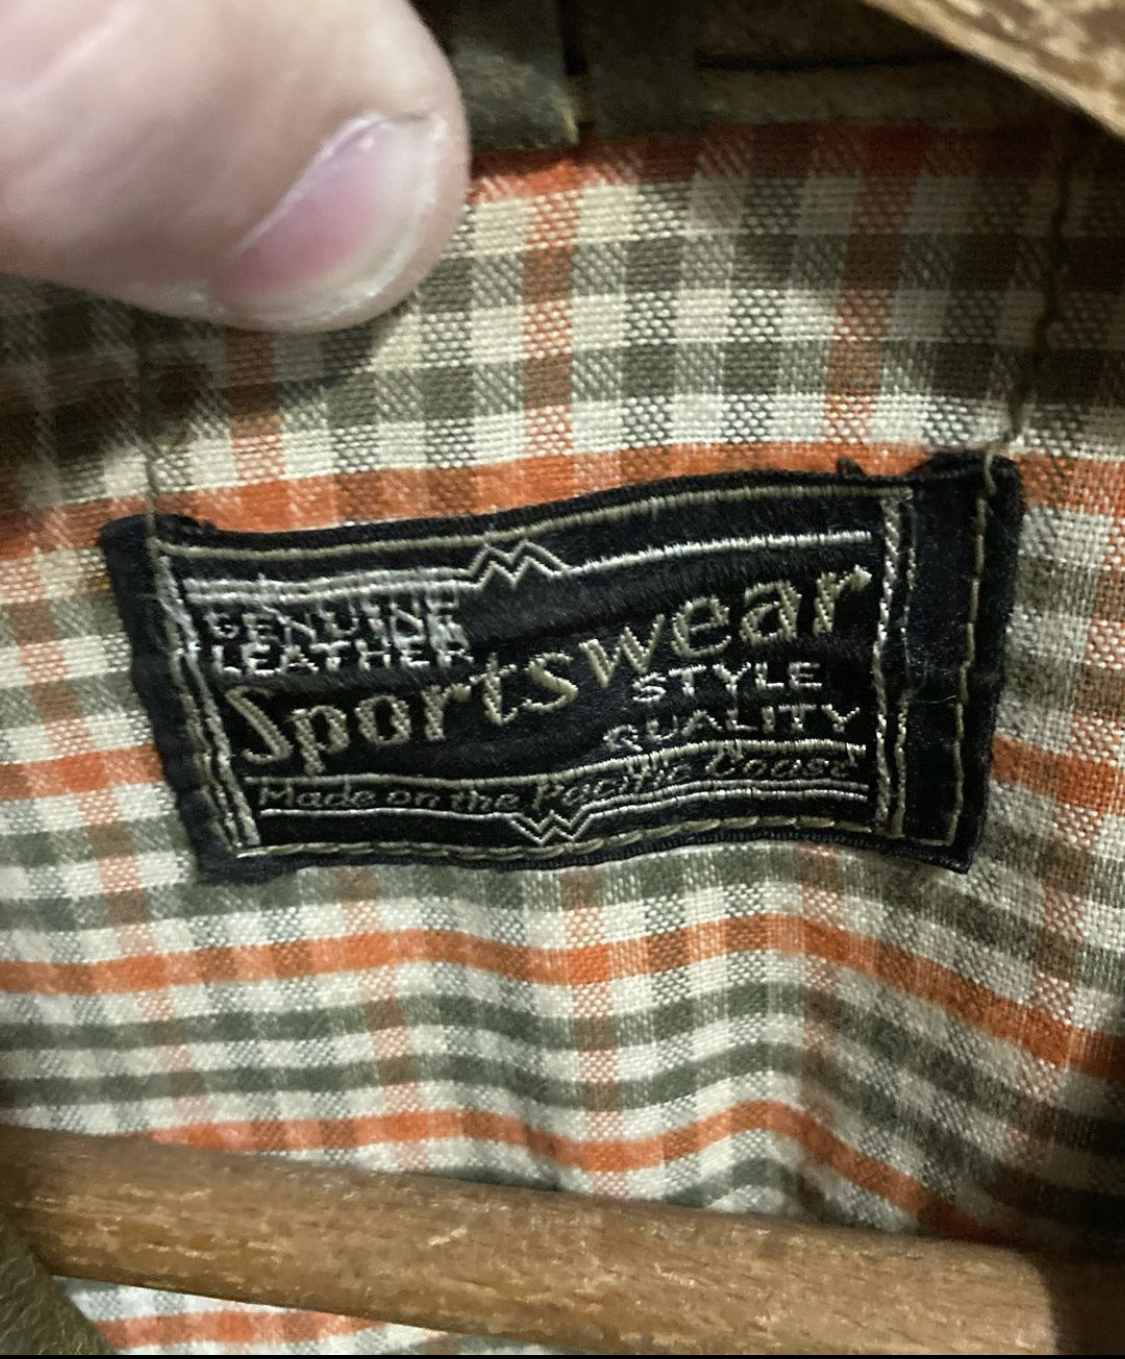 GENUINE
LEATHER
Sportswear
STYLE
QUALITY
Made on the Pacific Coast